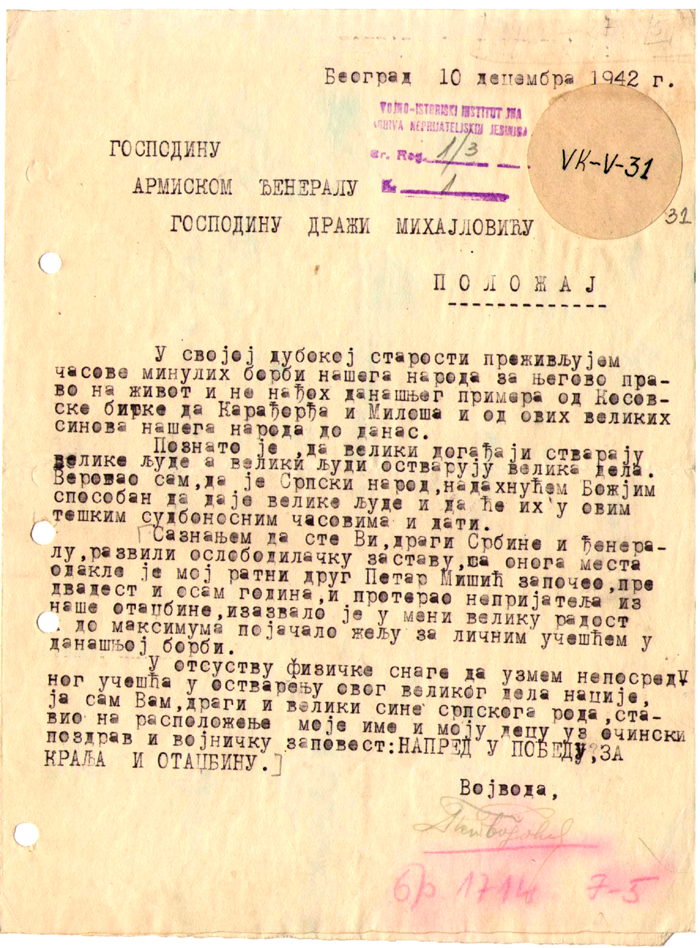 Београд 10 децембра 1942 г.
VOJNO-ISTORISKI INSTITUT JNA
ARHIVA NEPRIJATELJSKIH JEDINICA
Br. Reg. 1/3
K. 1
VK-V-31
31
ГОСПОДИНУ
АРМИСКОМ ЂЕНЕРАЛУ
ГОСПОДИНУ ДРАЖИ МИХАЈЛОВИЋУ
ПОЛОЖАЈ
У својој дубокој старости преживљујем
часове минулих борби нашега народа за његово пра-
во на живот и не нађох данашњег примера од Косов-
ске бирке да Карађорђа и Милоша и од ових великих
синова нашега народа до данас.
Познато је ,да велики догађаји стварају
велике људе а велики људи остварују велика дела.
Веровао сам,да је Српски народ,надахнућем Божјим
способан да даје велике људе и да ће их у овим
тешким судбоносним часовима и дати.
Сазнањем да сте Ви,драги Србине и ђенера-
лу,развили ослободилачку заставу,са онога места
одакле је мој ратни друг Петар Мишић започео,пре
двадест и осам година,и протерао непријатеља из
наше отаџбине,изазвало је у мени велику радост
до максимума појачало жељу за личним учешћем у
данашњој борби.
У отсуству физичке снаге да узмем непосредν
ног учешћа у остварењу овог великог дела нације,
ја сам Вам,драги и велики сине српскога рода,ста-
вио на расположење моје име и моју децу уз очински
поздрав и војничку заповест:НАПРЕД У ПОБЕДУ,ЗА
КРАЉА И ОТАЏБИНУ.]
Војвода,
бр 1714 7-5